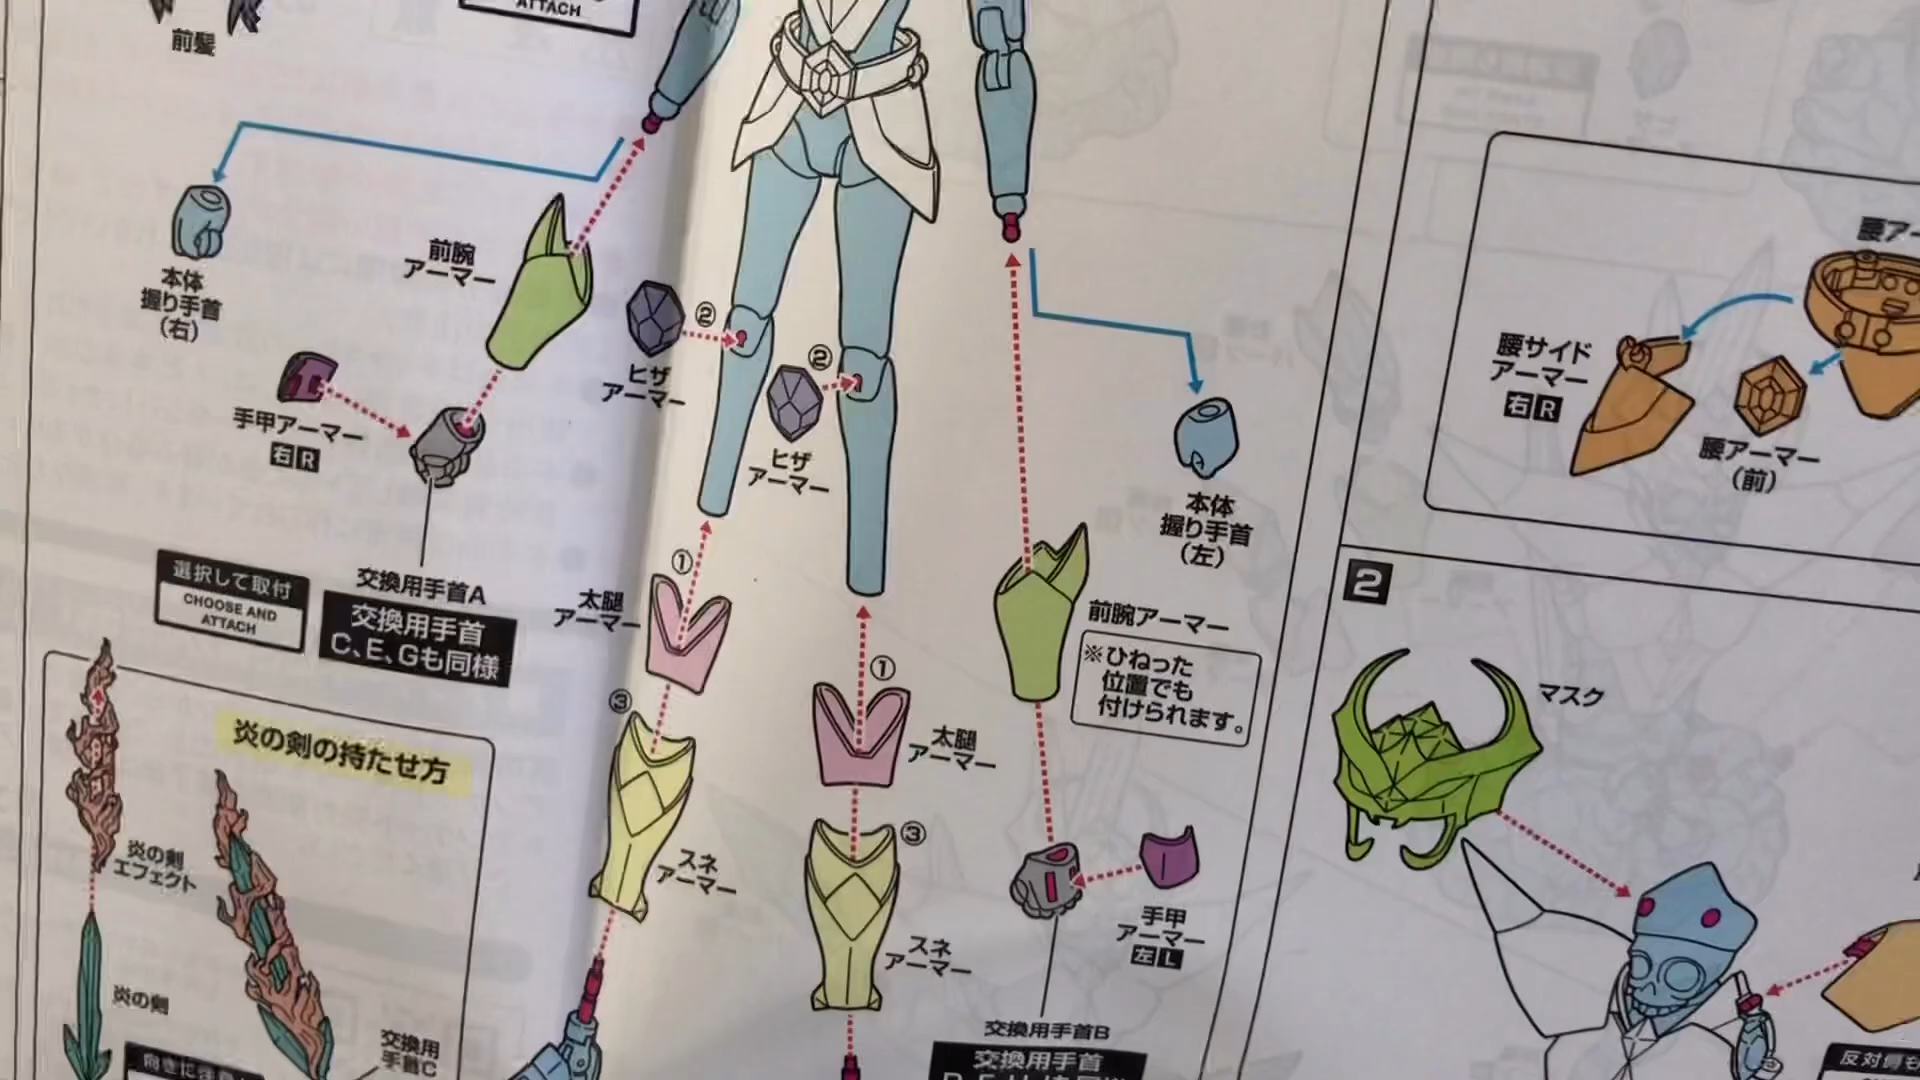 ATTACH
前髪
本体
握り手首
(右)
前腕
アーマー
手甲アーマー
右R
②
ヒザ
アーマー
②
ヒザ
アーマー
選択して取付
CHOOSE AND
ATTACH
交換用手首A
交換用手首
C、E、Gも同様
①
太腿
アーマー
③
スネ
アーマー
①
太腿
アーマー
③
スネ
アーマー
本体
握り手首
(左)
前腕アーマー
※ひねった
位置でも
付けられます。
手甲
アーマー
左L
交換用手首B
交換用手首
炎の剣の持たせ方
炎の剣
エフェクト
炎の剣
交換用
手首C
腰サイド
アーマー
右R
腰アーマー
(前)
2
マスク